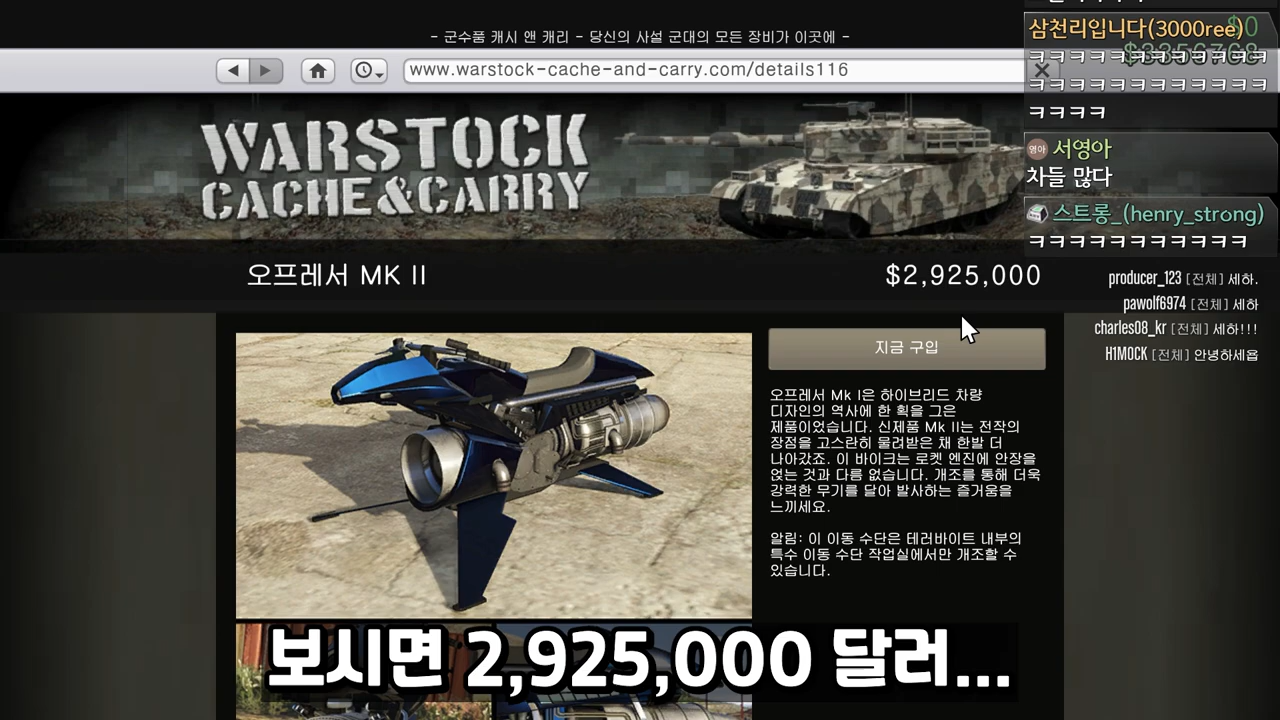 - 군수품 캐시 앤 캐리 - 당신의 사설 군대의 모든 장비가 이곳에 -
www.warstock-cache-and-carry.com/details116
WARSTOCK
CACHE&CARRY
오프레서 MK II
$2,925,000
지금 구입
오프레서 Mk I은 하이브리드 차량
디자인의 역사에 한 획을 그은
제품이었습니다. 신제품 Mk II는 전작의
장점을 고스란히 물려받은 채 한발 더
나아갔죠. 이 바이크는 로켓 엔진에 안장을
얹는 것과 다름 없습니다. 개조를 통해 더욱
강력한 무기를 달아 발사하는 즐거움을
느끼세요.
알림: 이 이동 수단은 테러바이트 내부의
특수 이동 수단 작업실에서만 개조할 수
있습니다.
삼천리입니다(3000ree)
$0
ㅋㅋㅋㅋㅋㅋㅋㅋㅋㅋㅋㅋㅋ
ㅋㅋㅋㅋㅋㅋㅋㅋㅋㅋㅋㅋㅋ
ㅋㅋㅋㅋ
영아 서영아
차들 많다
스트롱_(henry_strong)
ㅋㅋㅋㅋㅋㅋㅋㅋㅋㅋㅋ
producer_123 [전체] 세하.
pawolf6974 [전체] 세하
charles08_kr [전체] 세하!!!
H1M0CK [전체] 안녕하세욥
보시면 2,925,000 달러...